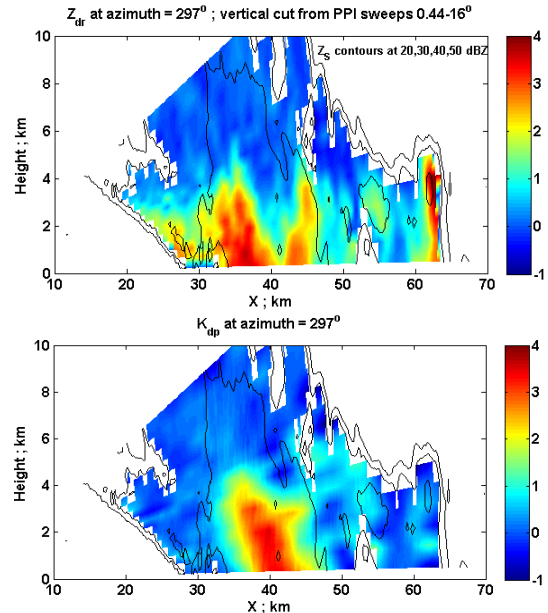 Z_dr at azimuth = 297° ; vertical cut from PPI sweeps 0.44-16°
Z_S contours at 20,30,40,50 dBZ
Height ; km
10
8
6
4
2
0
10 20 30 40 50 60 70
X ; km
4
3
2
1
0
-1
K_dp at azimuth = 297°
Height ; km
10
8
6
4
2
0
10 20 30 40 50 60 70
X ; km
4
3
2
1
0
-1